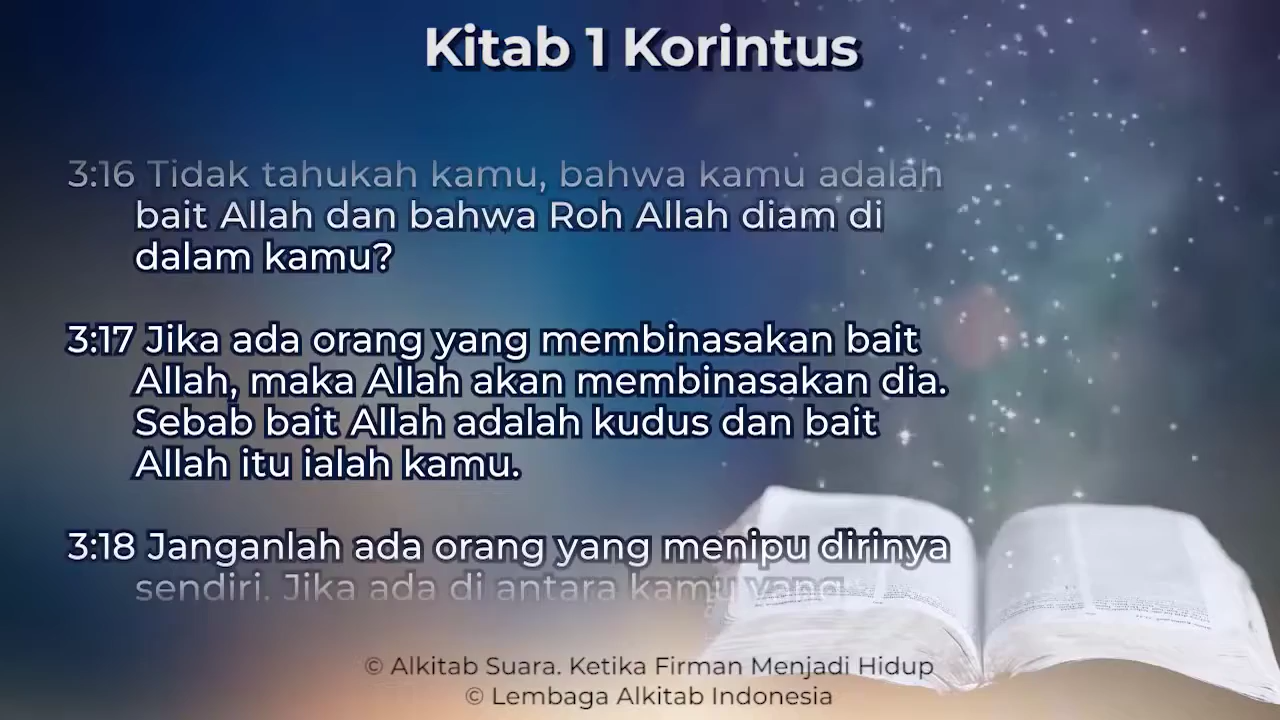 Kitab 1 Korintus
3:16 Tidak tahukah kamu, bahwa kamu adalah
bait Allah dan bahwa Roh Allah diam di
dalam kamu?
3:17 Jika ada orang yang membinasakan bait
Allah, maka Allah akan membinasakan dia.
Sebab bait Allah adalah kudus dan bait
Allah itu ialah kamu.
3:18 Janganlah ada orang yang menipu dirinya
sendiri. Jika ada di antara kamu yang
© Alkitab Suara. Ketika Firman Menjadi Hidup
© Lembaga Alkitab Indonesia